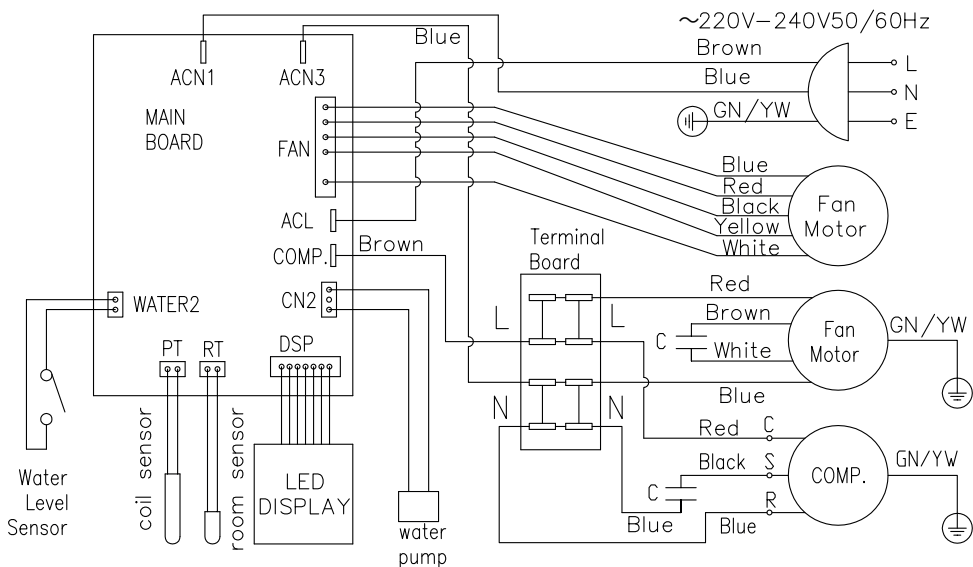 ~220V-240V50/60Hz
Blue
Brown
L
ACN1
ACN3
Blue
N
MAIN
BOARD
GN/YW
E
FAN
Blue
Red
Black
Yellow
White
Fan
Motor
ACL
COMP.
Brown
Terminal
Board
WATER2
CN2
L
L
Red
Brown
C
White
Fan
Motor
GN/YW
Blue
PT
RT
DSP
N
N
Red
C
Black
S
C
R
Blue
Blue
COMP.
GN/YW
Water
Level
Sensor
coil sensor
room sensor
LED
DISPLAY
water
pump